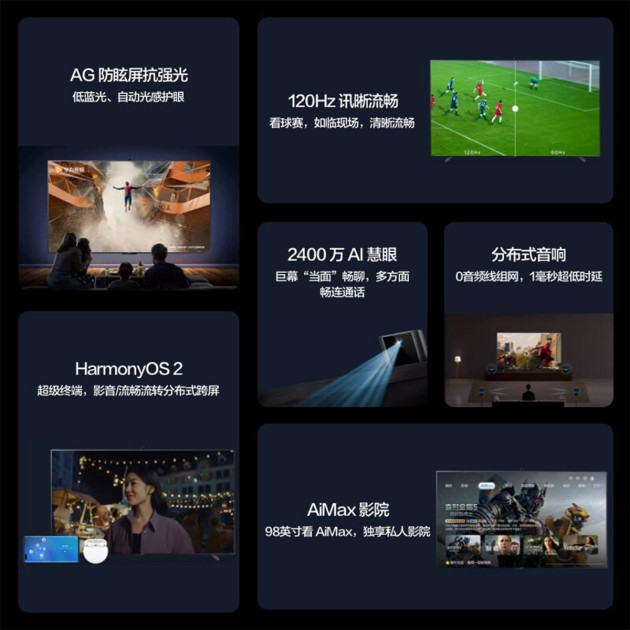 AG 防眩屏抗强光
低蓝光、自动光感护眼
120Hz 讯晰流畅
看球赛，如临现场，清晰流畅
120Hz
60Hz
2400 万 AI 慧眼
巨幕“当面”畅聊，多方面
畅连通话
分布式音响
0音频线组网，1毫秒超低时延
HarmonyOS 2
超级终端，影音/流畅流转分布式跨屏
AiMax 影院
98英寸看 AiMax，独享私人影院